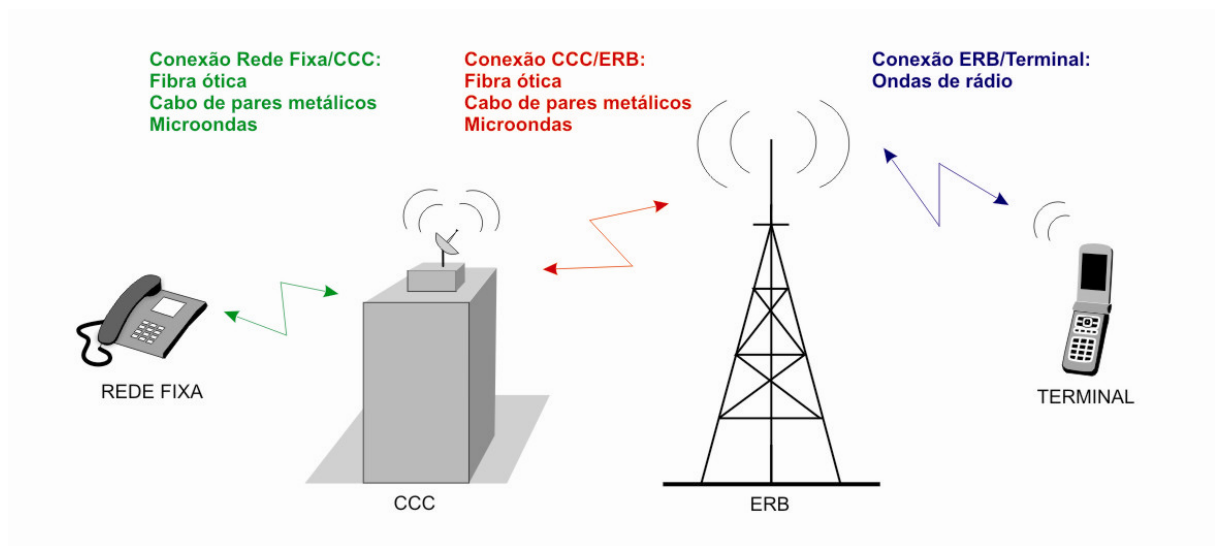 Conexão Rede Fixa/CCC:
Fibra ótica
Cabo de pares metálicos
Microondas
Conexão CCC/ERB:
Fibra ótica
Cabo de pares metálicos
Microondas
Conexão ERB/Terminal:
Ondas de rádio
REDE FIXA
CCC
ERB
TERMINAL